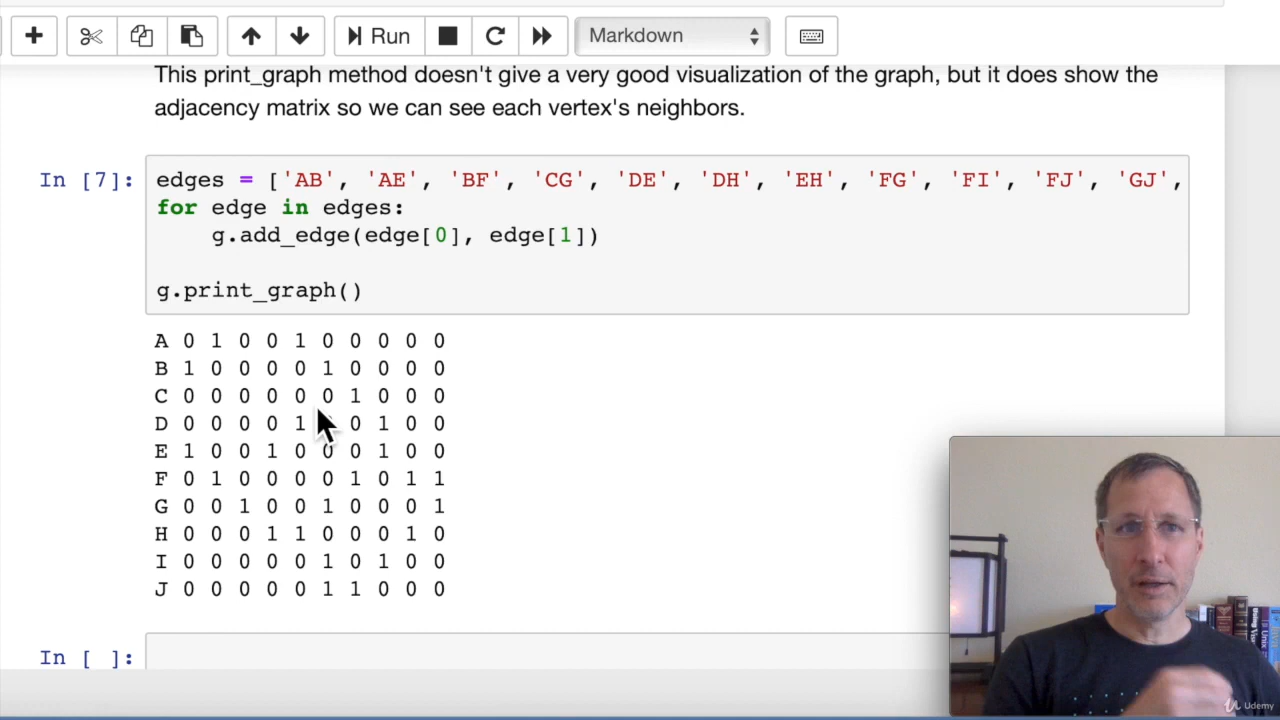 Run
Markdown
This print_graph method doesn't give a very good visualization of the graph, but it does show the
adjacency matrix so we can see each vertex's neighbors.
In [7]:
edges = ['AB', 'AE', 'BF', 'CG', 'DE', 'DH', 'EH', 'FG', 'FI', 'FJ', 'GJ',
for edge in edges:
    g.add_edge(edge[0], edge[1])
g.print_graph()
A 0 1 0 0 1 0 0 0 0 0
B 1 0 0 0 0 1 0 0 0 0
C 0 0 0 0 0 0 1 0 0 0
D 0 0 0 0 1 0 0 1 0 0
E 1 0 0 1 0 0 0 1 0 0
F 0 1 0 0 0 0 1 0 1 1
G 0 0 1 0 0 1 0 0 0 1
H 0 0 0 1 1 0 0 0 1 0
I 0 0 0 0 0 1 0 1 0 0
J 0 0 0 0 0 1 1 0 0 0
In [ ]:
Unix
Udemy